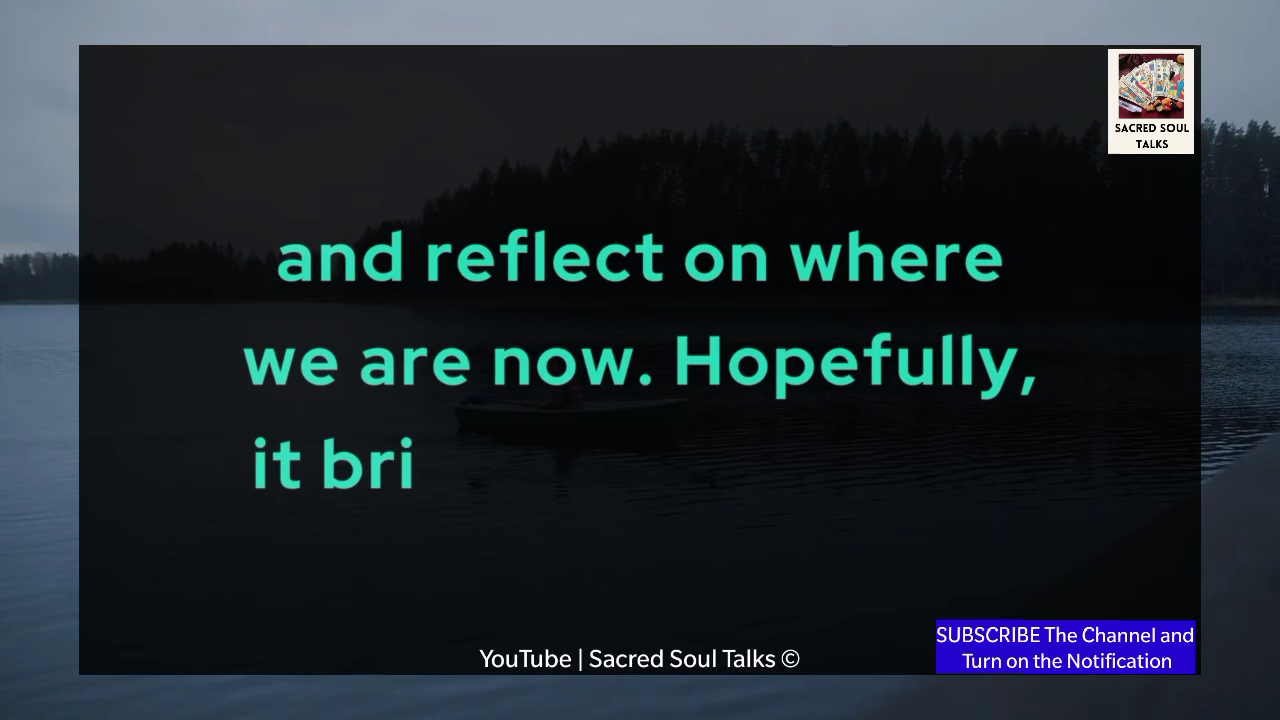 SACRED SOUL
TALKS
and reflect on where
we are now. Hopefully,
it bri
YouTube | Sacred Soul Talks ©
SUBSCRIBE The Channel and
Turn on the Notification